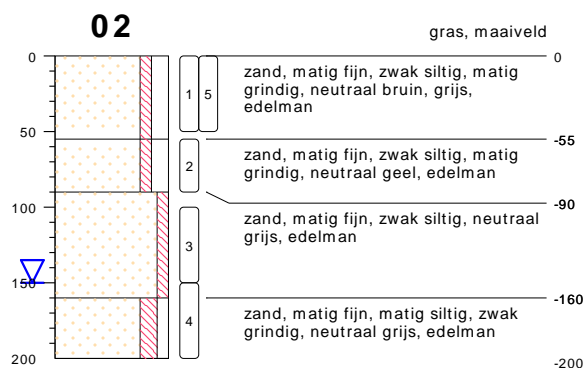 02
gras, maaiveld
0
0
zand, matig fijn, zwak siltig, matig
grindig, neutraal bruin, grijs,
edelman
1
5
50
-55
zand, matig fijn, zwak siltig, matig
grindig, neutraal geel, edelman
2
-90
100
zand, matig fijn, zwak siltig, neutraal
grijs, edelman
3
150
-160
zand, matig fijn, matig siltig, zwak
grindig, neutraal grijs, edelman
4
200
-200